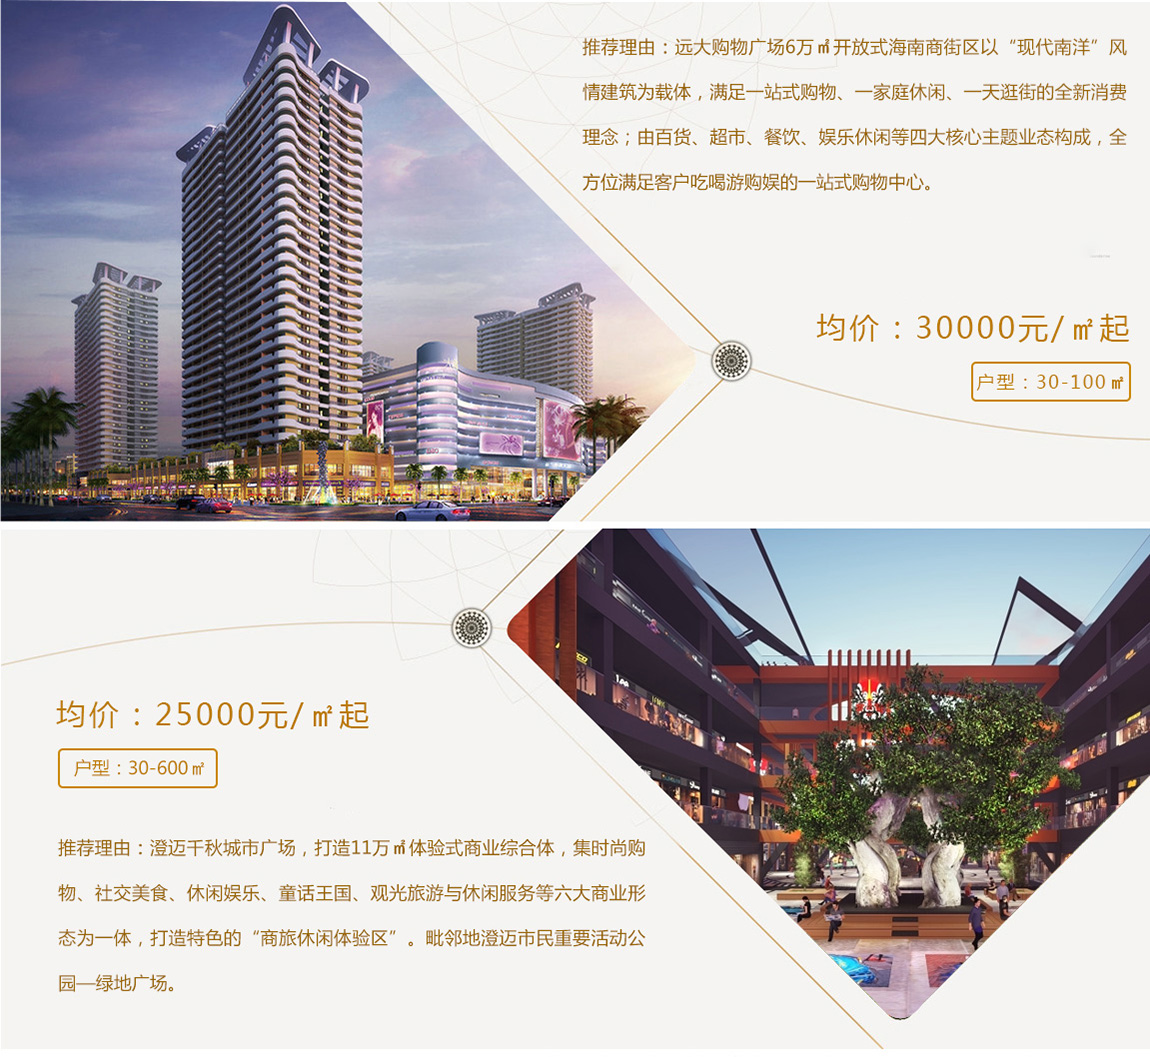 推荐理由：远大购物广场6万㎡开放式海南商街区以“现代南洋”风
情建筑为载体，满足一站式购物、一家庭休闲、一天逛街的全新消费
理念；由百货、超市、餐饮、娱乐休闲等四大核心主题业态构成，全
方位满足客户吃喝游购娱的一站式购物中心。
均价：30000元/㎡起
户型：30-100㎡
均价：25000元/㎡起
户型：30-600㎡
推荐理由：澄迈千秋城市广场，打造11万㎡体验式商业综合体，集时尚购
物、社交美食、休闲娱乐、童话王国、观光旅游与休闲服务等六大商业形
态为一体，打造特色的“商旅休闲体验区”。毗邻地澄迈市民重要活动公
园—绿地广场。